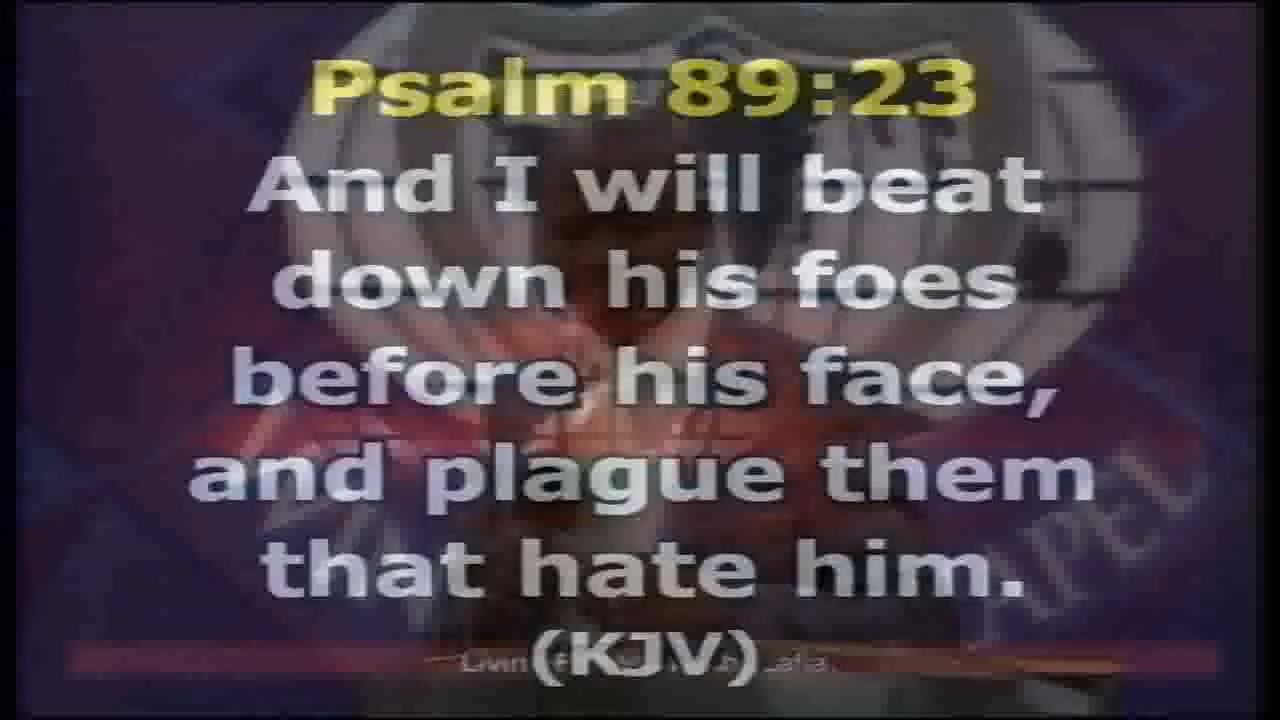 Psalm 89:23
And I will beat
down his foes
before his face,
and plague them
that hate him.
(KJV)
APEL